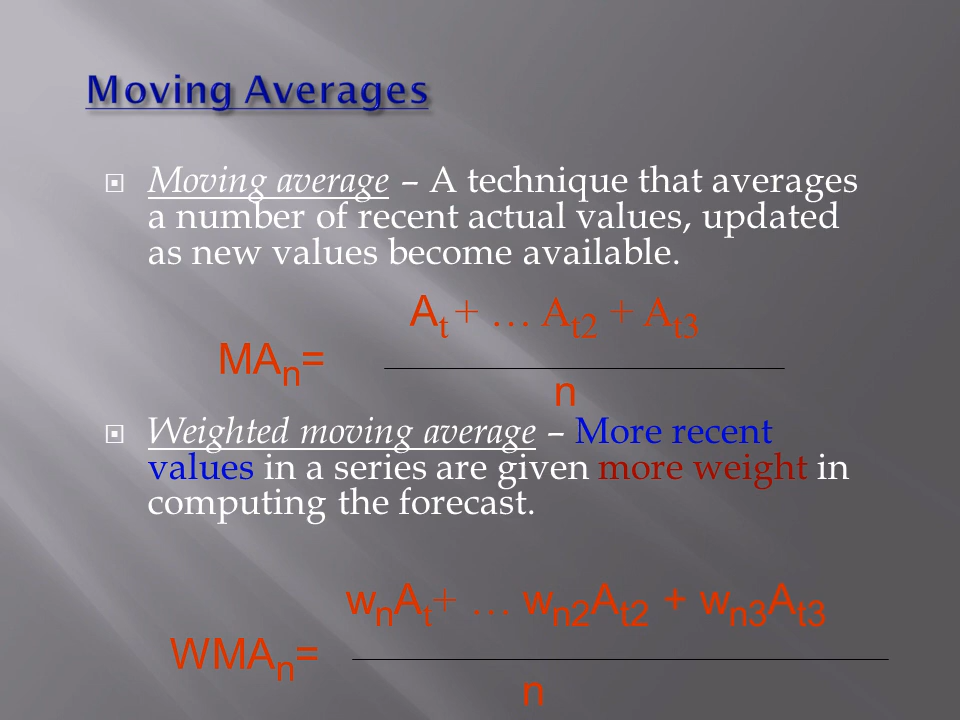 Moving Averages
Moving average – A technique that averages
a number of recent actual values, updated
as new values become available.
At + … At2 + At3
MAn=
n
Weighted moving average – More recent
values in a series are given more weight in
computing the forecast.
wnAt+ … wn2At2 + wn3At3
WMAn=
n